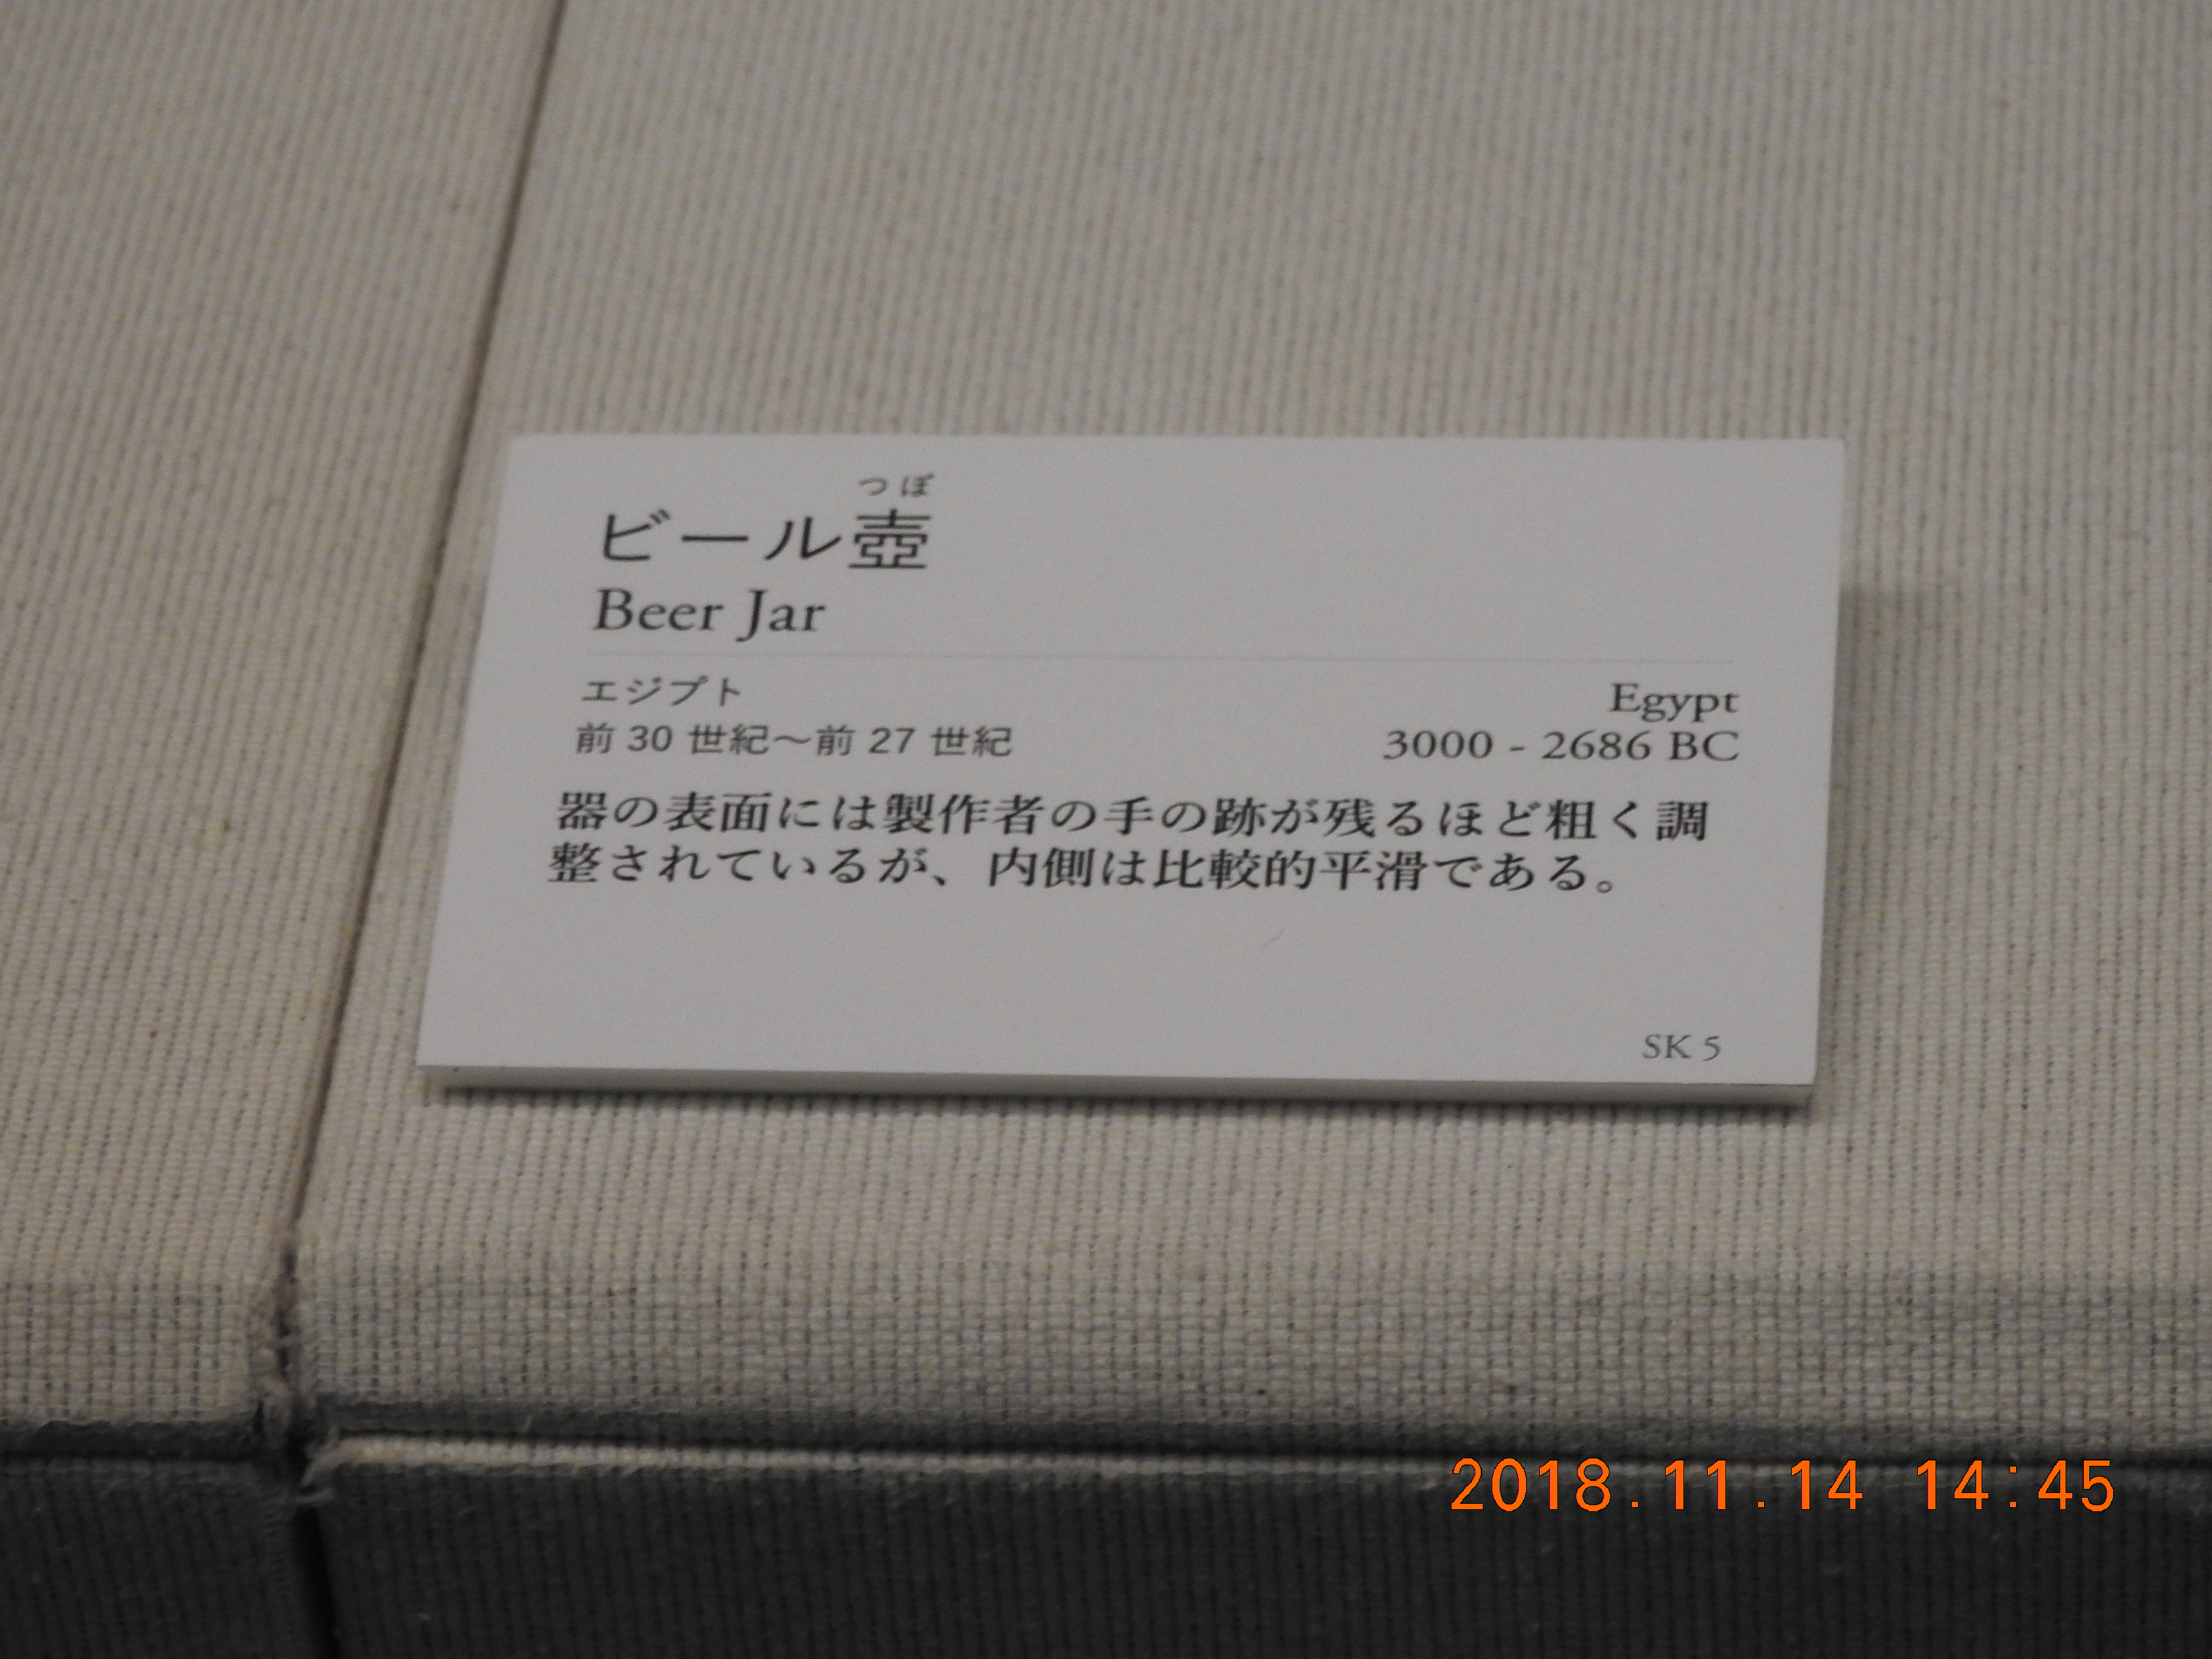 つぼ
ビール壺
Beer Jar
エジプト
Egypt
前 30 世紀～前 27 世紀
3000 - 2686 BC
器の表面には製作者の手の跡が残るほど粗く調
整されているが、内側は比較的平滑である。
SK 5
2018.11.14 14:45